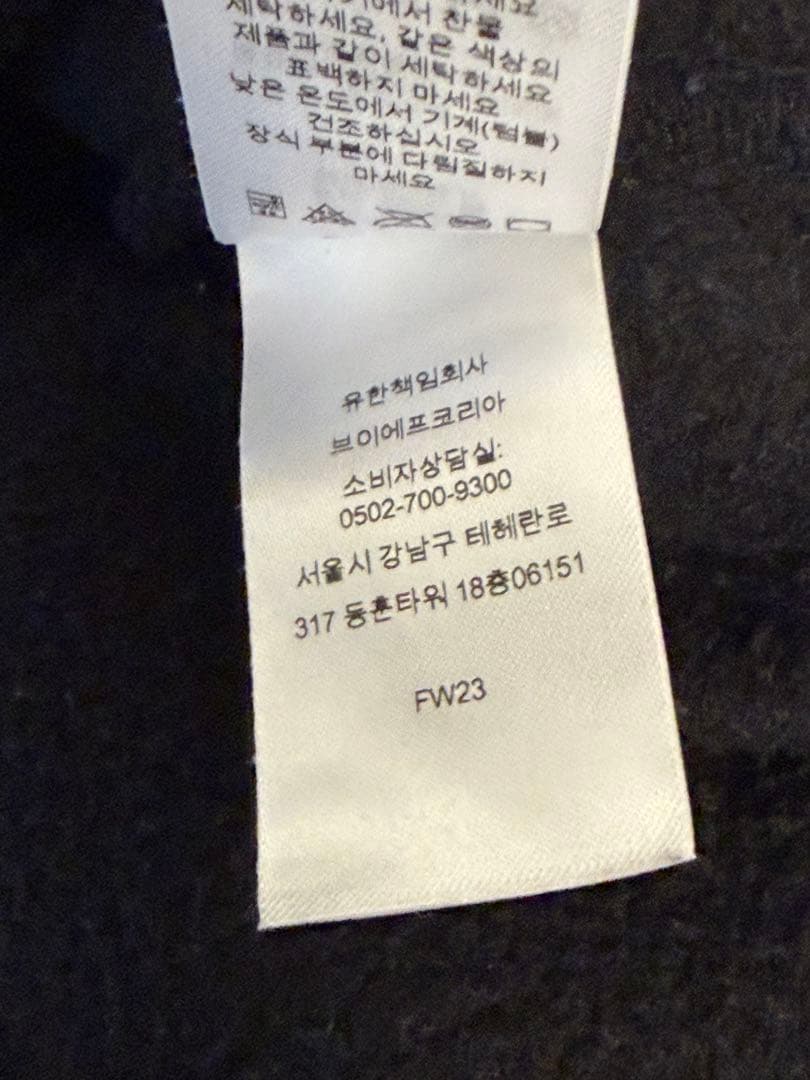 에서 찬물
세탁하세요, 같은 색상의
제품과 같이 세탁하세요
표백하지 마세요
낮은 온도에서 기계(텀블)
건조하십시오
장식 부분에 다림질하지
마세요
유한책임회사
브이에프코리아
소비자상담실:
0502-700-9300
서울시 강남구 테헤란로
317 동훈타워 18층06151
FW23